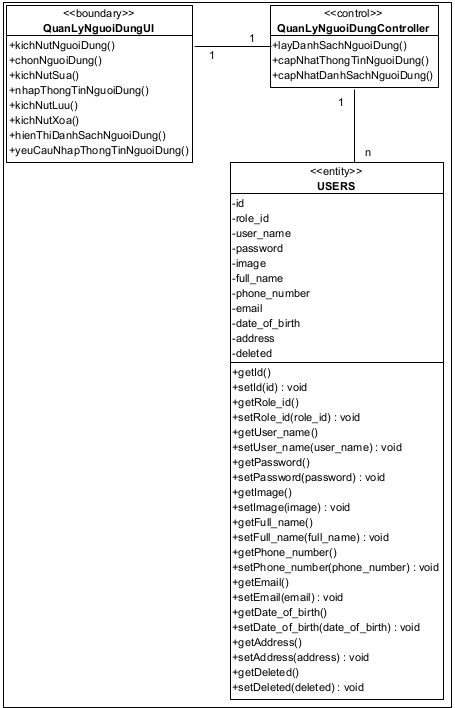 <<boundary>>
QuanLyNguoiDungUI
+kichNutNguoiDung()
+chonNguoiDung()
+kichNutSua()
+nhapThongTinNguoiDung()
+kichNutLuu()
+kichNutXoa()
+hienThiDanhSachNguoiDung()
+yeuCauNhapThongTinNguoiDung()
1
1
<<control>>
QuanLyNguoiDungController
+layDanhSachNguoiDung()
+capNhatThongTinNguoiDung()
+capNhatDanhSachNguoiDung()
1
n
<<entity>>
USERS
-id
-role_id
-user_name
-password
-image
-full_name
-phone_number
-email
-date_of_birth
-address
-deleted
+getId()
+setId(id) : void
+getRole_id()
+setRole_id(role_id) : void
+getUser_name()
+setUser_name(user_name) : void
+getPassword()
+setPassword(password) : void
+getImage()
+setImage(image) : void
+getFull_name()
+setFull_name(full_name) : void
+getPhone_number()
+setPhone_number(phone_number) : void
+getEmail()
+setEmail(email) : void
+getDate_of_birth()
+setDate_of_birth(date_of_birth) : void
+getAddress()
+setAddress(address) : void
+getDeleted()
+setDeleted(deleted) : void